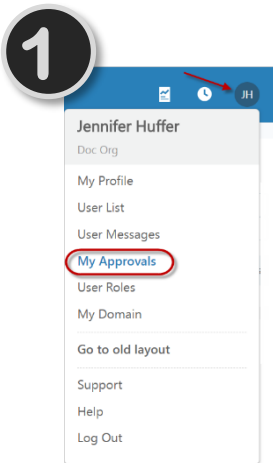 1
JH
Jennifer Huffer
Doc Org
My Profile
User List
User Messages
My Approvals
User Roles
My Domain
Go to old layout
Support
Help
Log Out